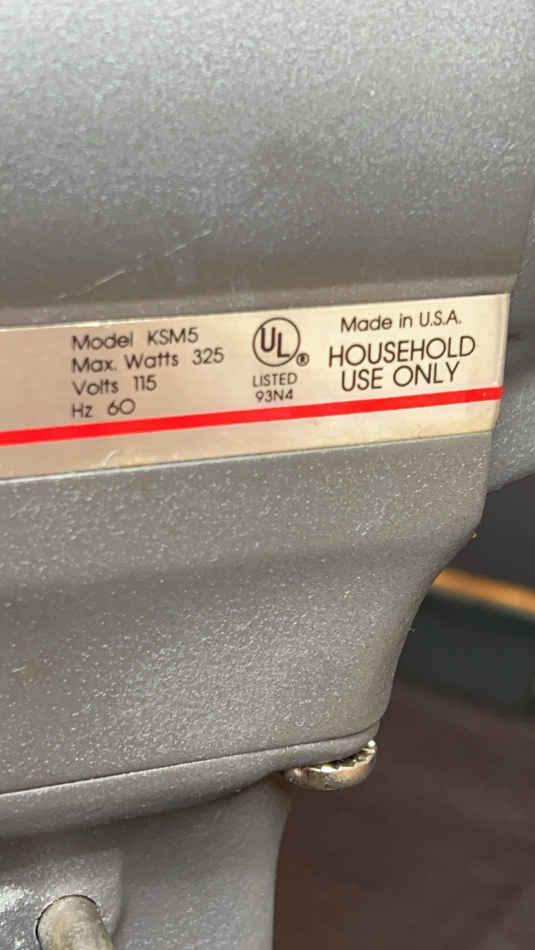 Model KSM5
Max. Watts 325
Volts 115
Hz 60
UL ®
LISTED
93N4
Made in U.S.A.
HOUSEHOLD
USE ONLY